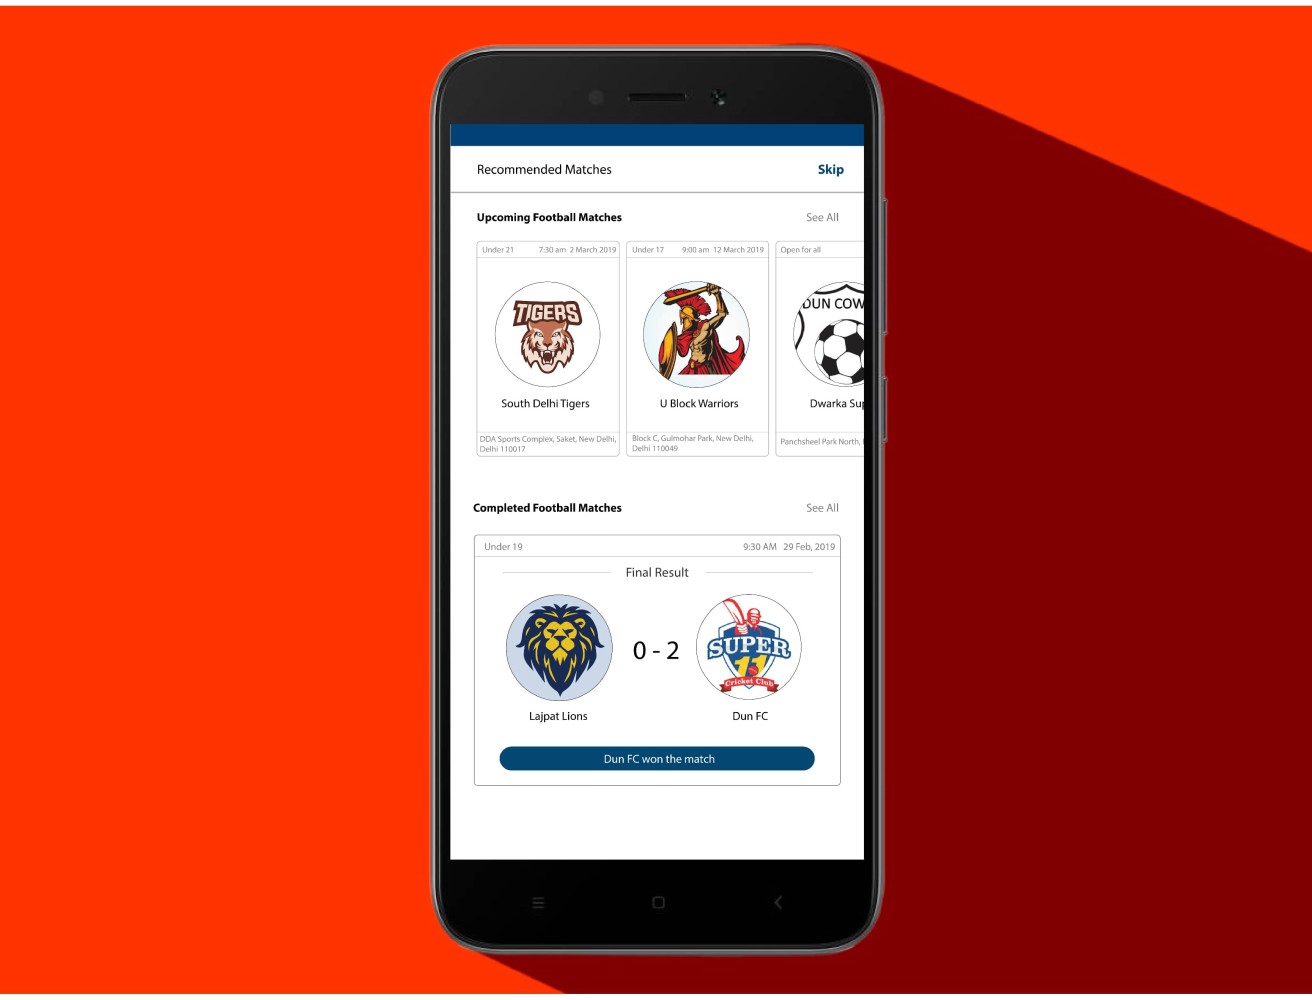 Recommended Matches
Skip
Upcoming Football Matches
See All
Under 21
7:30 am 2 March 2019
Under 17
9:00 am 12 March 2019
Open for all
TIGERS
DUN COW
South Delhi Tigers
U Block Warriors
Dwarka Sup
DDA Sports Complex, Saket, New Delhi,
Delhi 110017
Block C, Gulmohar Park, New Delhi,
Delhi 110049
Panchsheel Park North,
Completed Football Matches
See All
Under 19
9:30 AM 29 Feb, 2019
Final Result
0 - 2
SUPER
11
Cricket Club
Lajpat Lions
Dun FC
Dun FC won the match